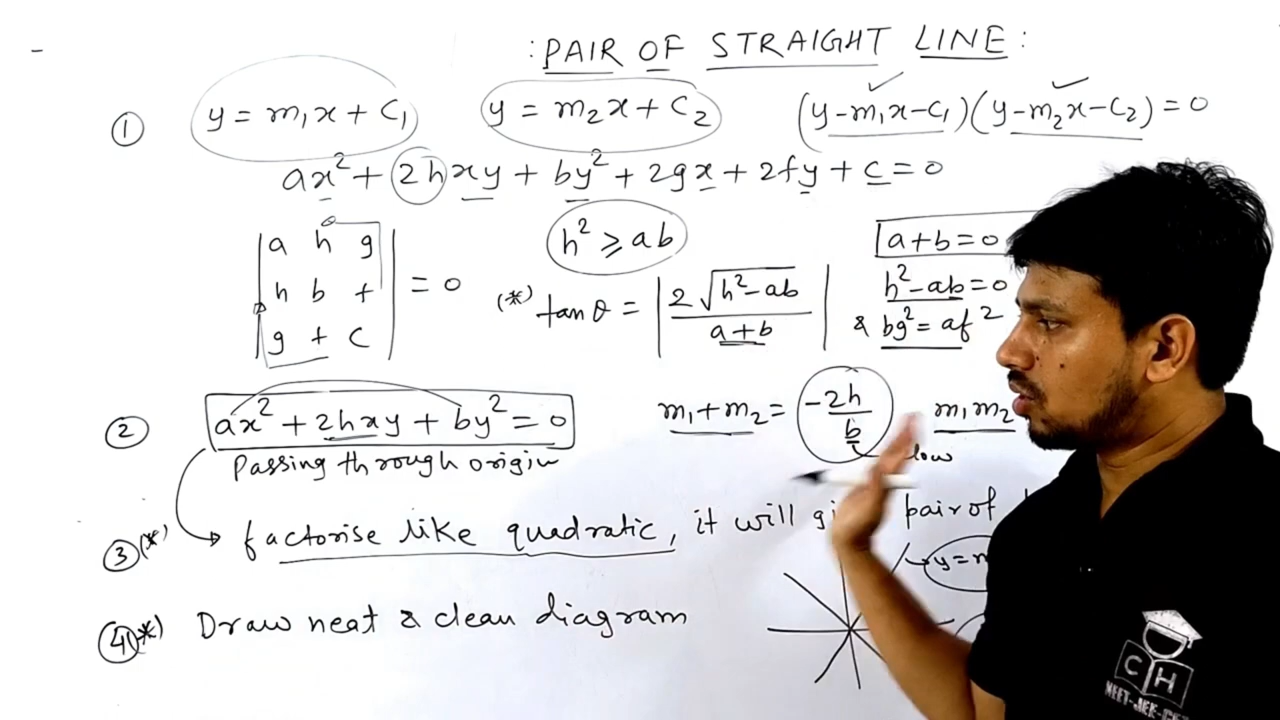 : PAIR OF STRAIGHT LINE :
① y = m₁x + C₁ y = m₂x + C₂ (y-m₁x-C₁)(y-m₂x-C₂) = 0
ax² + 2hxy + by² + 2gx + 2fy + c = 0
| a h g |
| h b f | = 0
| g f c |
h² ≥ ab
(*) tanθ = | 2√(h²-ab) / (a+b) |
a+b=0
h²-ab=0
& bg²=af²
② ax² + 2hxy + by² = 0
Passing through origin
m₁+m₂ = -2h/b m₁m₂
③(*) factorise like quadratic, it will pair of
y=m
④(*) Draw neat & clean diagram
C H
NEET-JEE